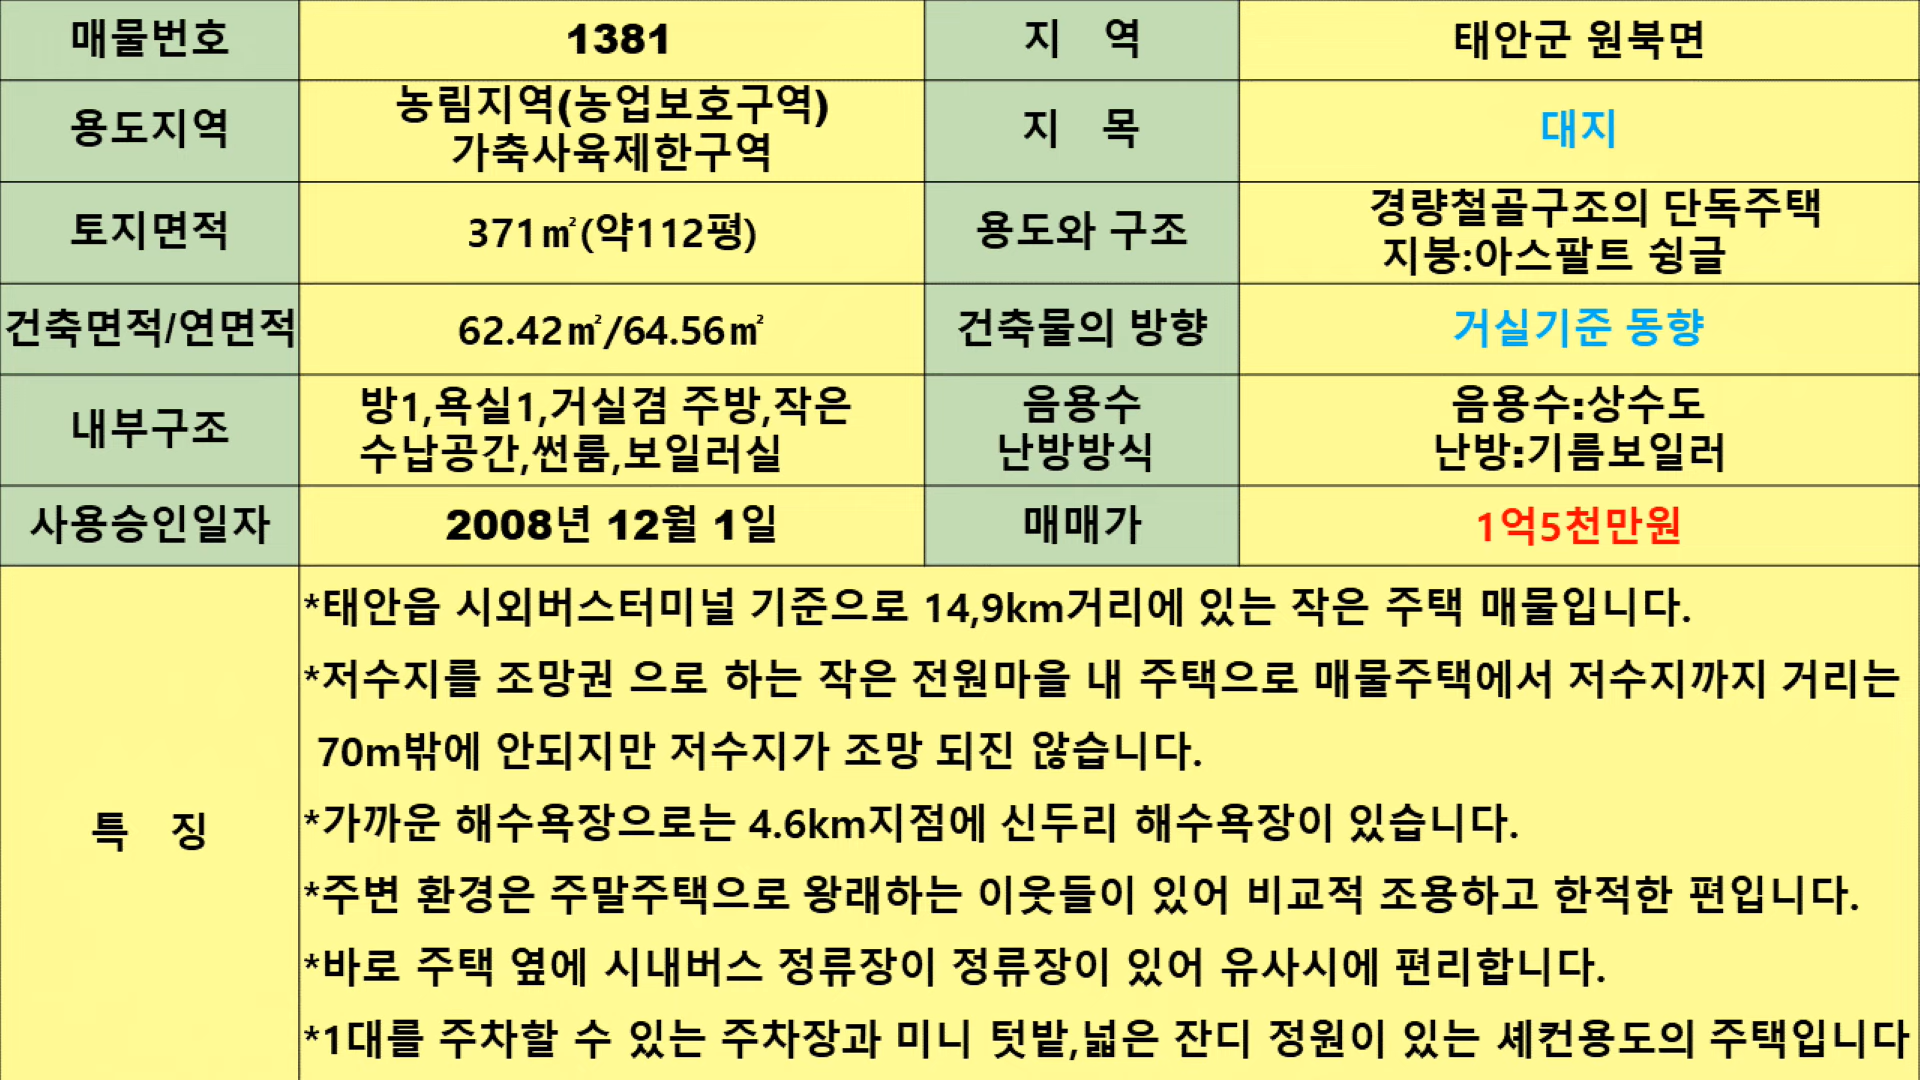 매물번호 1381 지 역 태안군 원북면
용도지역 농림지역(농업보호구역) 가축사육제한구역 지 목 대지
토지면적 371㎡(약112평) 용도와 구조 경량철골구조의 단독주택 지붕:아스팔트 슁글
건축면적/연면적 62.42㎡/64.56㎡ 건축물의 방향 거실기준 동향
내부구조 방1,욕실1,거실겸 주방,작은 수납공간,썬룸,보일러실 음용수 난방방식 음용수:상수도 난방:기름보일러
사용승인일자 2008년 12월 1일 매매가 1억5천만원
특 징
*태안읍 시외버스터미널 기준으로 14,9km거리에 있는 작은 주택 매물입니다.
*저수지를 조망권 으로 하는 작은 전원마을 내 주택으로 매물주택에서 저수지까지 거리는
70m밖에 안되지만 저수지가 조망 되진 않습니다.
*가까운 해수욕장으로는 4.6km지점에 신두리 해수욕장이 있습니다.
*주변 환경은 주말주택으로 왕래하는 이웃들이 있어 비교적 조용하고 한적한 편입니다.
*바로 주택 옆에 시내버스 정류장이 정류장이 있어 유사시에 편리합니다.
*1대를 주차할 수 있는 주차장과 미니 텃밭,넓은 잔디 정원이 있는 셰컨용도의 주택입니다